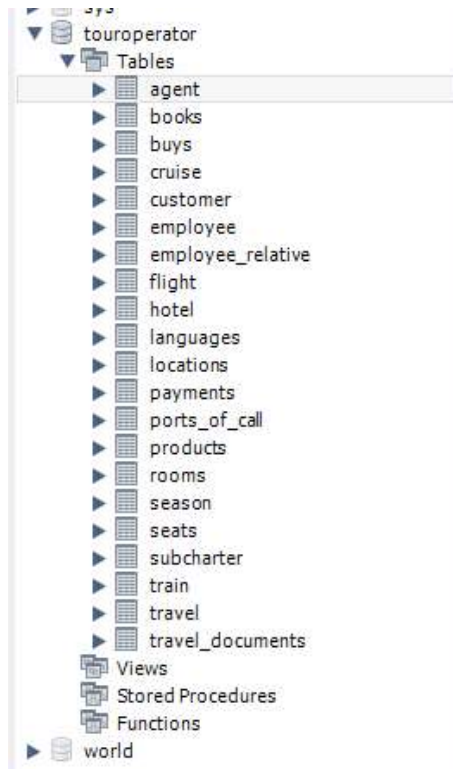 sys
touroperator
Tables
agent
books
buys
cruise
customer
employee
employee_relative
flight
hotel
languages
locations
payments
ports_of_call
products
rooms
season
seats
subcharter
train
travel
travel_documents
Views
Stored Procedures
Functions
world